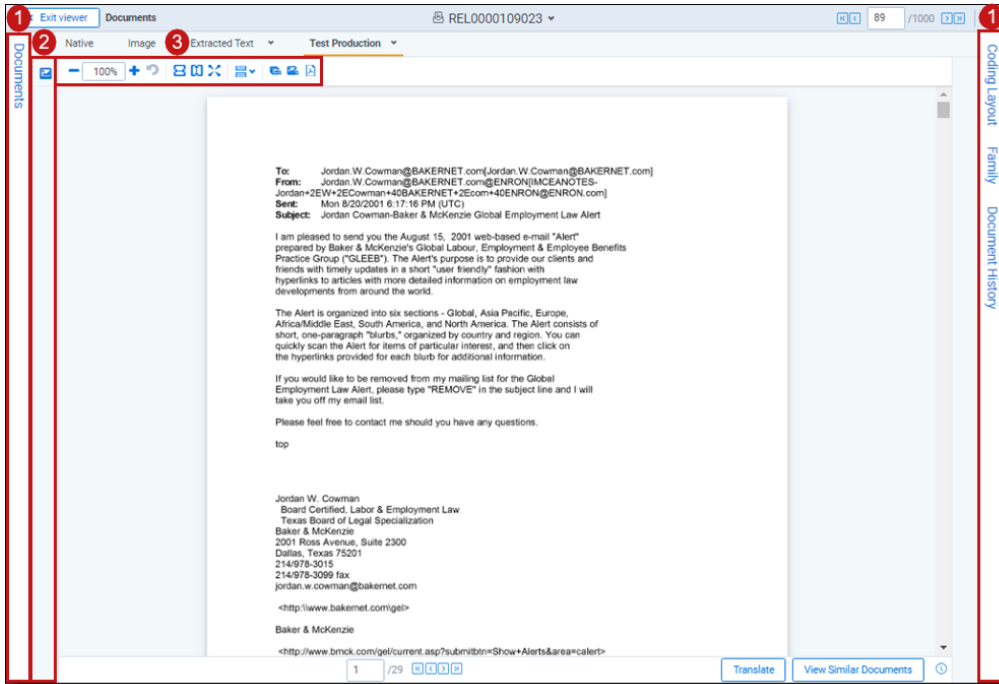 1
Exit viewer
Documents
REL0000109023
89
/1000
1
2
Native
Image
3
Extracted Text
Test Production
100%
Documents
Coding Layout
Family
Document History
To: Jordan.W.Cowman@BAKERNET.com[Jordan.W.Cowman@BAKERNET.com]
From: Jordan.W.Cowman@BAKERNET.com@ENRON[IMCEANOTES-
Jordan+2EW+2ECowman+40BAKERNET+2Ecom+40ENRON@ENRON.com]
Sent: Mon 8/20/2001 6:17:16 PM (UTC)
Subject: Jordan Cowman-Baker & McKenzie Global Employment Law Alert
I am pleased to send you the August 15, 2001 web-based e-mail "Alert"
prepared by Baker & McKenzie's Global Labour, Employment & Employee Benefits
Practice Group ("GLEEB"). The Alert's purpose is to provide our clients and
friends with timely updates in a short "user friendly" fashion with
hyperlinks to articles with more detailed information on employment law
developments from around the world.
The Alert is organized into six sections - Global, Asia Pacific, Europe,
Africa/Middle East, South America, and North America. The Alert consists of
short, one-paragraph "blurbs," organized by country and region. You can
quickly scan the Alert for items of particular interest, and then click on
the hyperlinks provided for each blurb for additional information.
If you would like to be removed from my mailing list for the Global
Employment Law Alert, please type "REMOVE" in the subject line and I will
take you off my email list.
Please feel free to contact me should you have any questions.
top
Jordan W. Cowman
Board Certified, Labor & Employment Law
Texas Board of Legal Specialization
Baker & McKenzie
2001 Ross Avenue, Suite 2300
Dallas, Texas 75201
214/978-3015
214/978-3099 fax
jordan.w.cowman@bakernet.com
<http:\\www.bakernet.com\gel>
Baker & McKenzie
<http://www.bmck.com/gel/current.asp?submitbtn=Show+Alerts&area=calert>
1
/29
Translate
View Similar Documents